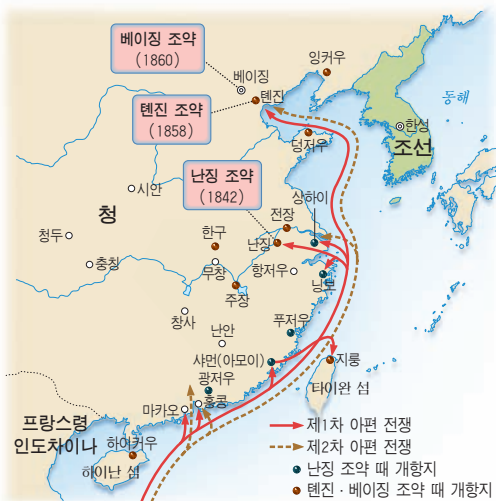 베이징 조약
(1860)
잉커우
베이징
톈진
톈진 조약
(1858)
동해
한성
조선
덩저우
난징 조약
(1842)
상하이
시안
청
전장
한구
난징
청두
충칭
우창
항저우
닝보
주장
창사
난안
푸저우
샤먼(아모이)
지룽
광저우
타이완 섬
마카오
홍콩
프랑스령
인도차이나
하이커우
하이난 섬
제1차 아편 전쟁
제2차 아편 전쟁
난징 조약 때 개항지
톈진·베이징 조약 때 개항지